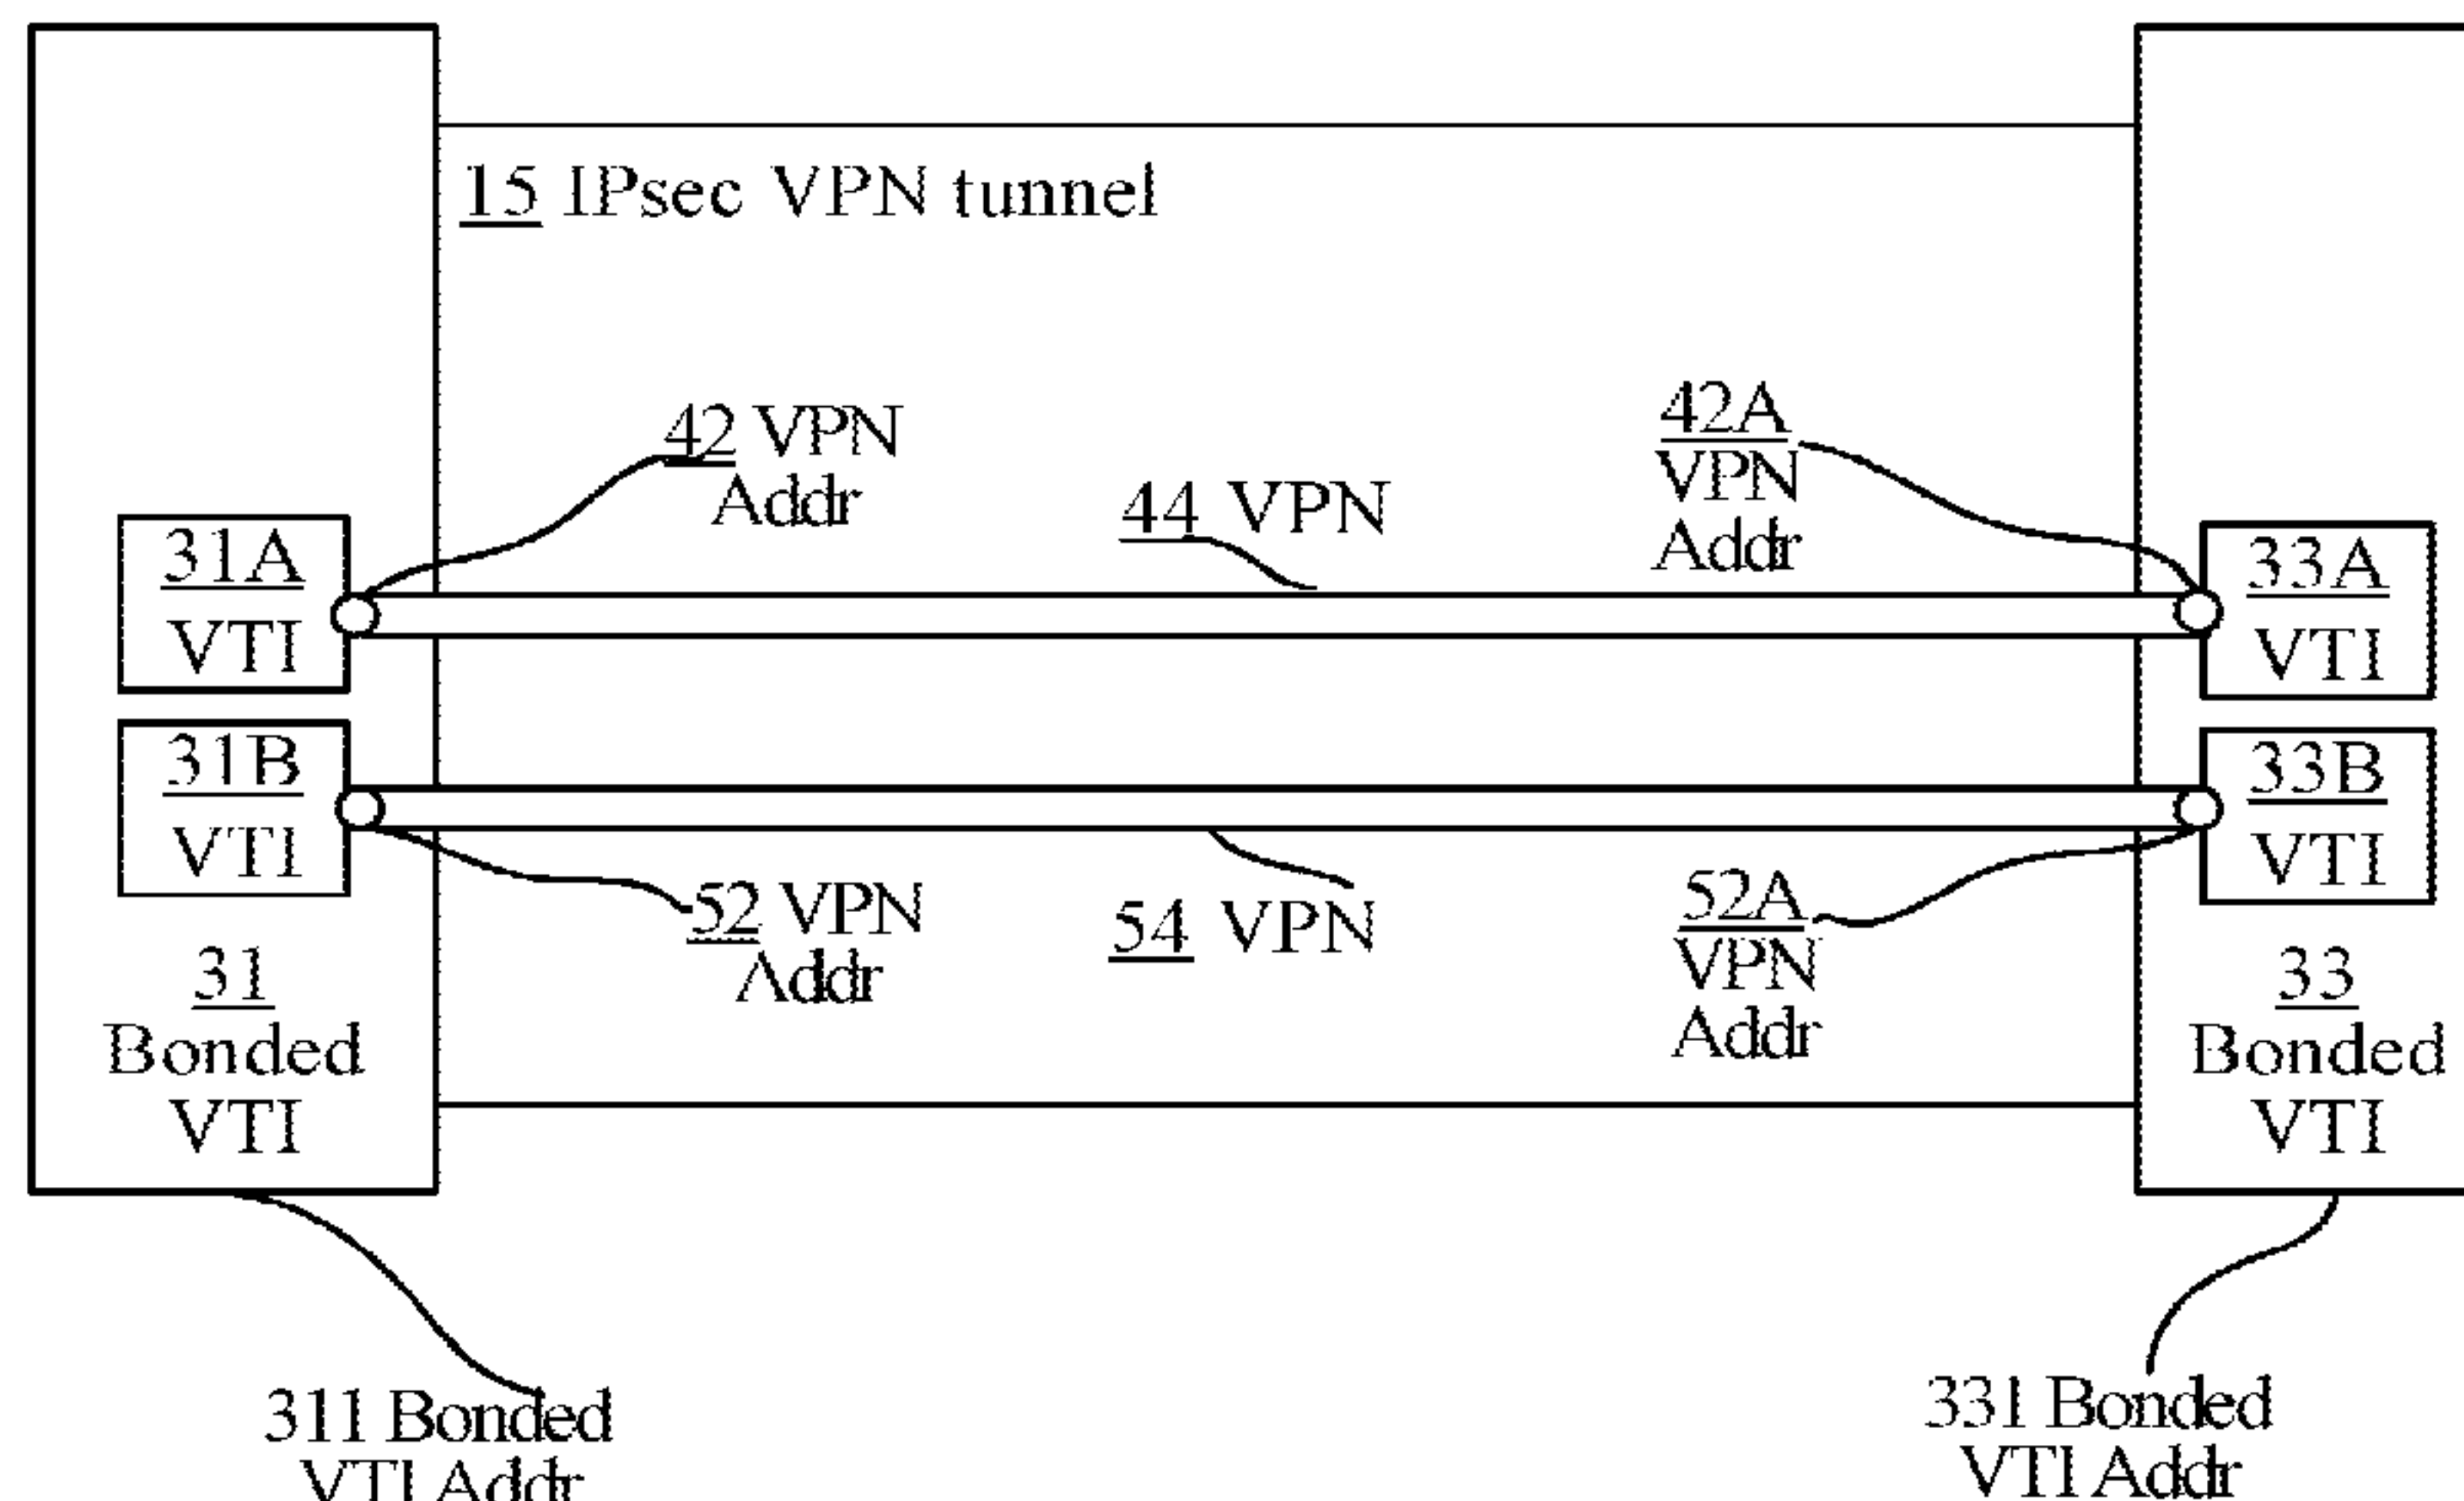 15 IPsec VPN tunnel
42 VPN
Addr
42A
VPN
Addr
44 VPN
31A
VTI
33A
VTI
31B
VTI
33B
VTI
52 VPN
Addr
54 VPN
52A
VPN
Addr
31
Bonded
VTI
33
Bonded
VTI
311 Bonded
VTI Addr
331 Bonded
VTI Addr